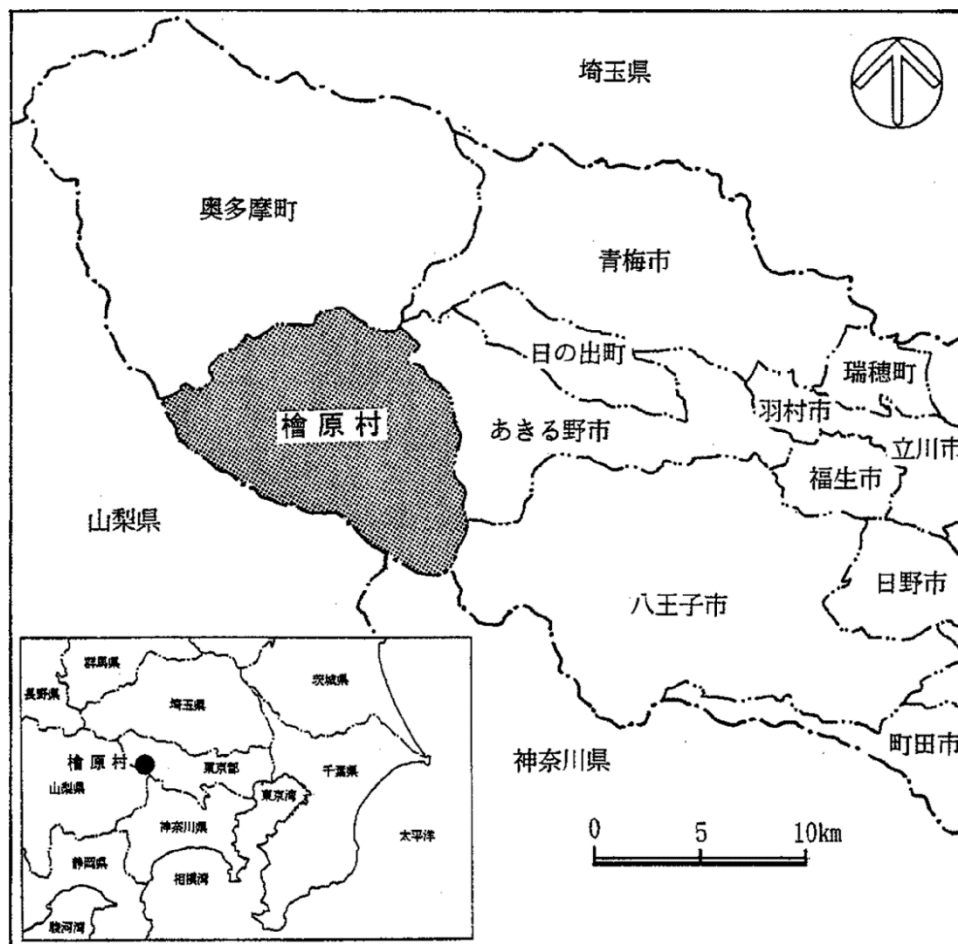 埼玉県
奥多摩町
青梅市
日の出町
瑞穂町
羽村市
檜原村
あきる野市
立川市
福生市
山梨県
日野市
八王子市
町田市
神奈川県
0 5 10km
群馬県
茨城県
長野県
埼玉県
檜原村
東京都
千葉県
山梨県
東京湾
神奈川県
太平洋
静岡県
相模湾
駿河湾